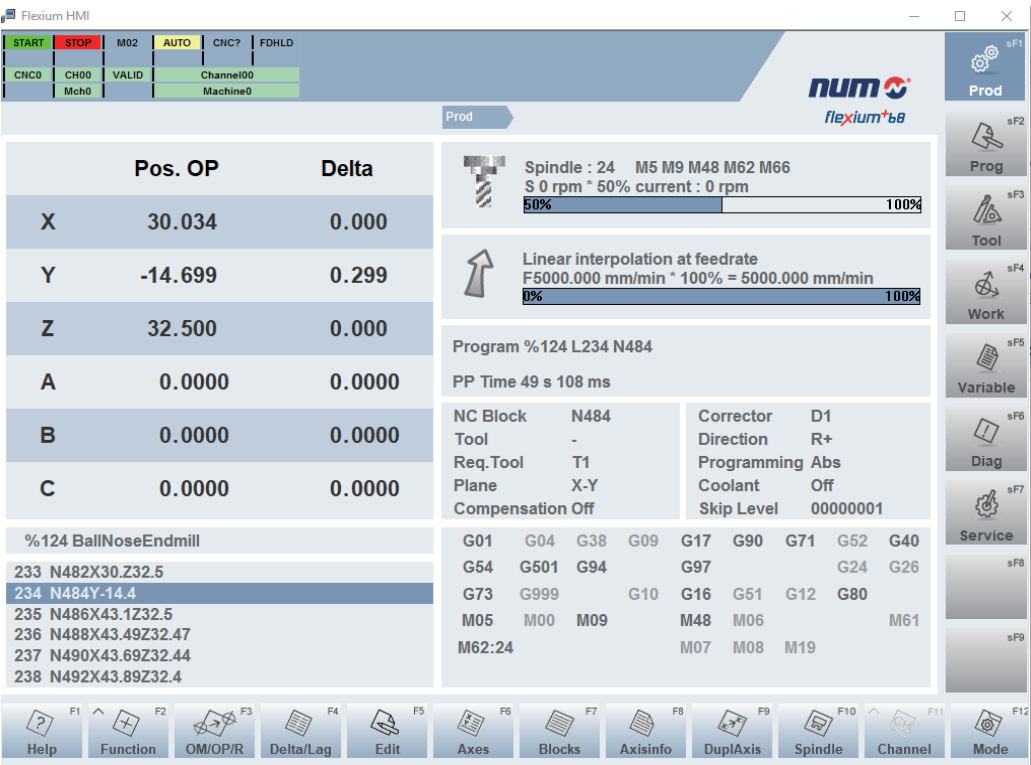 Flexium HMI
START STOP M02 AUTO CNC? FDHLD
CNC0 CH00 VALID Channel00
Mch0 Machine0
num
flexium+68
Prod
sF1
Prod
sF2
Prog
sF3
Tool
sF4
Work
sF5
Variable
sF6
Diag
sF7
Service
sF8
sF9
Pos. OP Delta
X 30.034 0.000
Y -14.699 0.299
Z 32.500 0.000
A 0.0000 0.0000
B 0.0000 0.0000
C 0.0000 0.0000
%124 BallNoseEndmill
233 N482X30.Z32.5
234 N484Y-14.4
235 N486X43.1Z32.5
236 N488X43.49Z32.47
237 N490X43.69Z32.44
238 N492X43.89Z32.4
Spindle : 24 M5 M9 M48 M62 M66
S 0 rpm * 50% current : 0 rpm
50% 100%
Linear interpolation at feedrate
F5000.000 mm/min * 100% = 5000.000 mm/min
0% 100%
Program %124 L234 N484
PP Time 49 s 108 ms
NC Block N484
Tool -
Req.Tool T1
Plane X-Y
Compensation Off
Corrector D1
Direction R+
Programming Abs
Coolant Off
Skip Level 00000001
G01 G04 G38 G09 G17 G90 G71 G52 G40
G54 G501 G94 G97 G24 G26
G73 G999 G10 G16 G51 G12 G80
M05 M00 M09 M48 M06 M61
M62:24 M07 M08 M19
F1 F2 F3 F4 F5 F6 F7 F8 F9 F10 F11 F12
Help Function OM/OP/R Delta/Lag Edit Axes Blocks Axisinfo DuplAxis Spindle Channel Mode